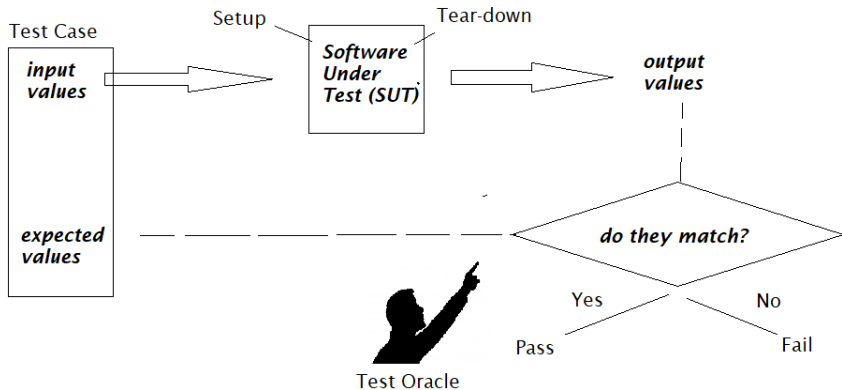 Setup
Tear-down
Test Case
input
values
Software
Under
Test (SUT)
output
values
expected
values
do they match?
Yes
No
Pass
Fail
Test Oracle